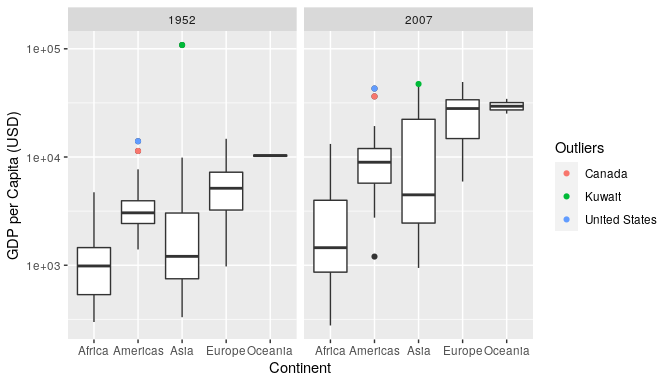 1952 2007
GDP per Capita (USD)
1e+05
1e+04
1e+03
Africa Americas Asia Europe Oceania Africa Americas Asia Europe Oceania
Continent
Outliers
Canada
Kuwait
United States